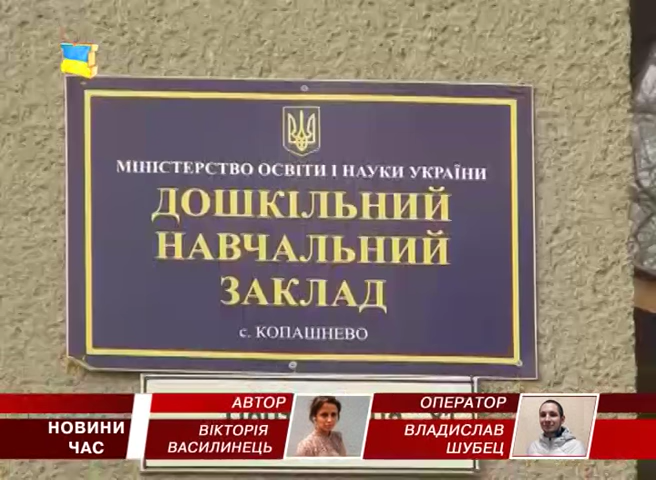 МІНІСТЕРСТВО ОСВІТИ І НАУКИ УКРАЇНИ
ДОШКІЛЬНИЙ
НАВЧАЛЬНИЙ
ЗАКЛАД
с. КОПАШНЕВО
НОВИНИ
ЧАС
АВТОР
ВІКТОРІЯ
ВАСИЛИНЕЦЬ
ОПЕРАТОР
ВЛАДИСЛАВ
ШУБЕЦ